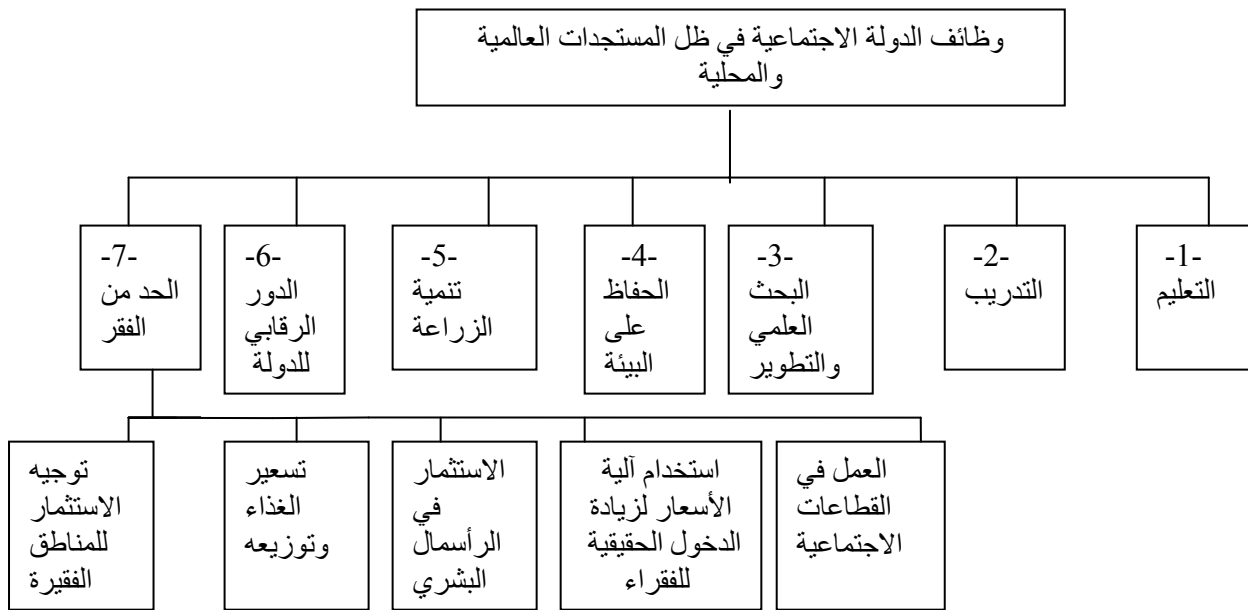 وظائف الدولة الاجتماعية في ظل المستجدات العالمية
والمحلية
-1-
التعليم
-2-
التدريب
-3-
البحث
العلمي
والتطوير
-4-
الحفاظ
على
البيئة
-5-
تنمية
الزراعة
-6-
الدور
الرقابي
للدولة
-7-
الحد من
الفقر
العمل في
القطاعات
الاجتماعية
استخدام آلية
الأسعار لزيادة
الدخول الحقيقية
للفقراء
الاستثمار
في
الرأسمال
البشري
تسعير
الغذاء
وتوزيعه
توجيه
الاستثمار
للمناطق
الفقيرة